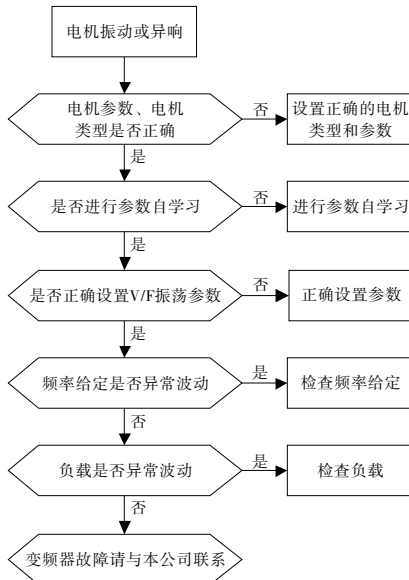 电机振动或异响
电机参数、电机
类型是否正确
否
设置正确的电机
类型和参数
是
是否进行参数自学习
否
进行参数自学习
是
是否正确设置V/F振荡参数
否
正确设置参数
是
频率给定是否异常波动
是
检查频率给定
否
负载是否异常波动
是
检查负载
否
变频器故障请与本公司联系